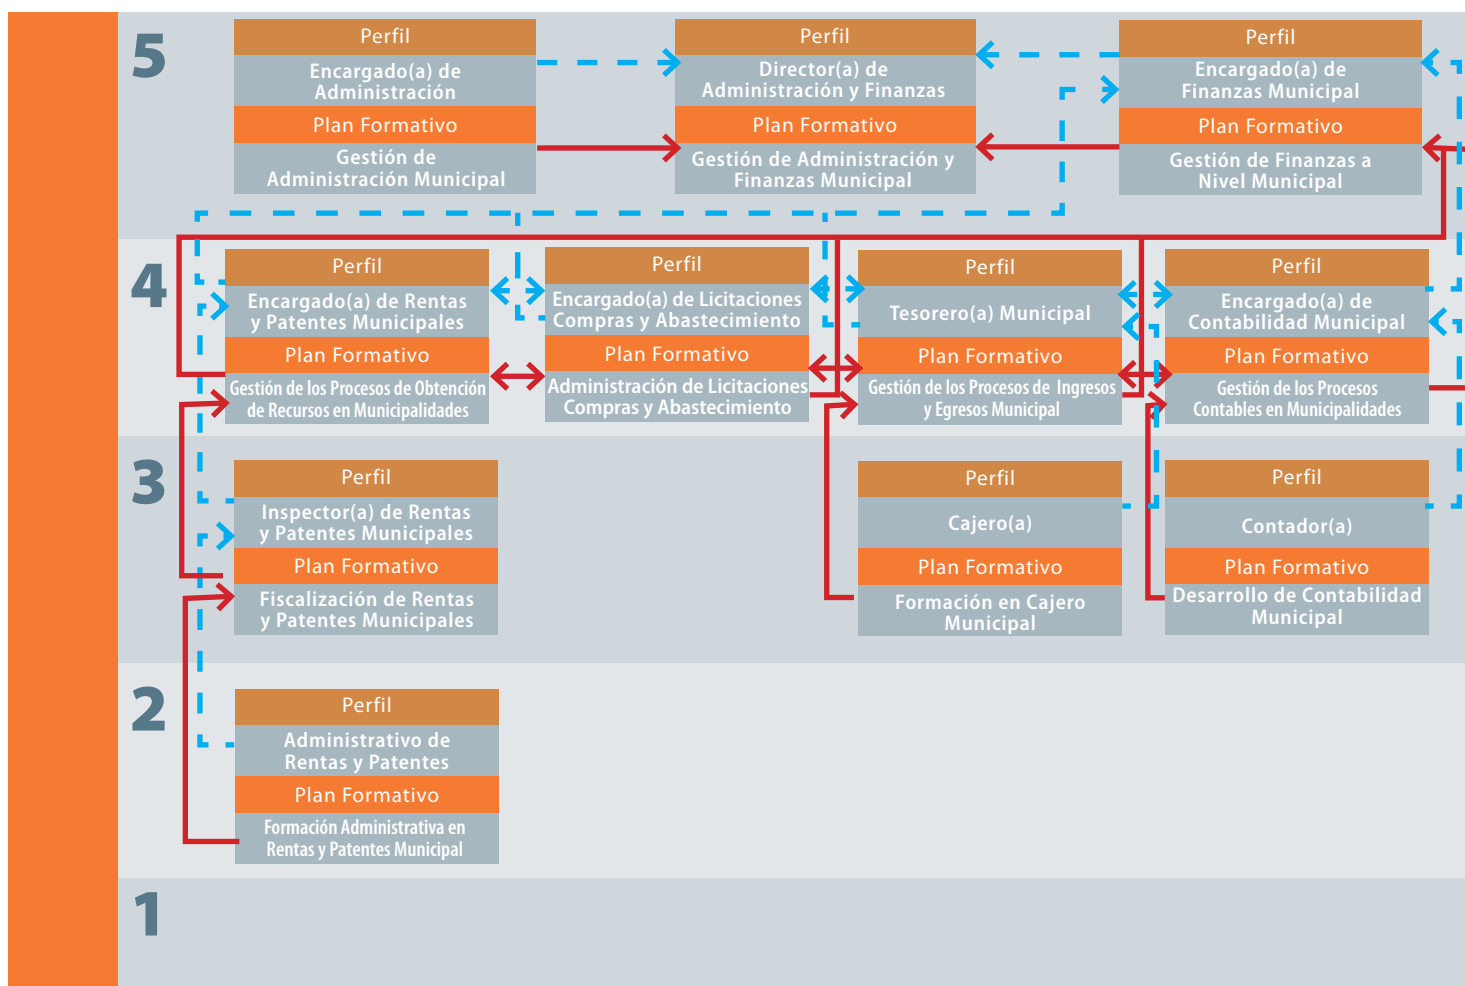 5
Perfil
Encargado(a) de
Administración
Plan Formativo
Gestión de
Administración Municipal
Perfil
Director(a) de
Administración y Finanzas
Plan Formativo
Gestión de Administración y
Finanzas Municipal
Perfil
Encargado(a) de
Finanzas Municipal
Plan Formativo
Gestión de Finanzas a
Nivel Municipal
4
Perfil
Encargado(a) de Rentas
y Patentes Municipales
Plan Formativo
Gestión de los Procesos de Obtención
de Recursos en Municipalidades
Perfil
Encargado(a) de Licitaciones
Compras y Abastecimiento
Plan Formativo
Administración de Licitaciones
Compras y Abastecimiento
Perfil
Tesorero(a) Municipal
Plan Formativo
Gestión de los Procesos de Ingresos
y Egresos Municipal
Perfil
Encargado(a) de
Contabilidad Municipal
Plan Formativo
Gestión de los Procesos
Contables en Municipalidades
3
Perfil
Inspector(a) de Rentas
y Patentes Municipales
Plan Formativo
Fiscalización de Rentas
y Patentes Municipales
Perfil
Cajero(a)
Plan Formativo
Formación en Cajero
Municipal
Perfil
Contador(a)
Plan Formativo
Desarrollo de Contabilidad
Municipal
2
Perfil
Administrativo de
Rentas y Patentes
Plan Formativo
Formación Administrativa en
Rentas y Patentes Municipal
1